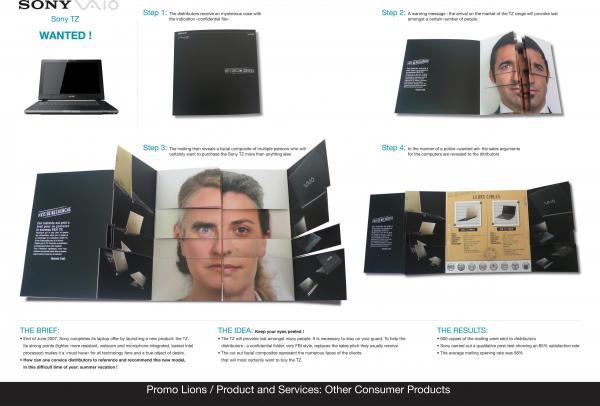 SONY VAIO
Sony TZ
WANTED !
Step 1: The distributors receive an mysterious case with
the indication «confidential file»
Step 2: A warning message : the arrival on the market of the TZ range will provoke fast
amongst a certain number of people
Step 3: The mailing then reveals a facial composite of multiple persons who will
certainly want to purchase the Sony TZ more than anything else
Step 4: In the manner of a police «wanted ad» the sales arguments
for the computers are revealed to the ditributors
SONY
VAIO
LEURS CIBLES
THE BRIEF:
• End of June 2007, Sony completes its laptop offer by launching a new product: the TZ.
Its strong points (lighter, more resistant, webcam and microphone integrated, lastest Intel
processor) makes it a «must have» for all technology fans and a true object of desire.
• How can one convice distributors to reference and recommend this new model,
in this difficult time of year: summer vacation !
THE IDEA: Keep your eyes peeled !
• The TZ will provoke lust amongst many people. It is necessary to stay on your guard. To help the
distributors : a confidential folder, very FBI style, replaces the sales pitch they usually receive
• The cut out facial composite represent the numerous faces of the clients
that will most certainly want to buy the TZ.
THE RESULTS:
• 600 copies of the mailing were sent to distributors
• Sony carried out a qualitative post-test showing an 85% satisfaction rate
• The average mailing opening rate was 98%
Promo Lions / Product and Services: Other Consumer Products